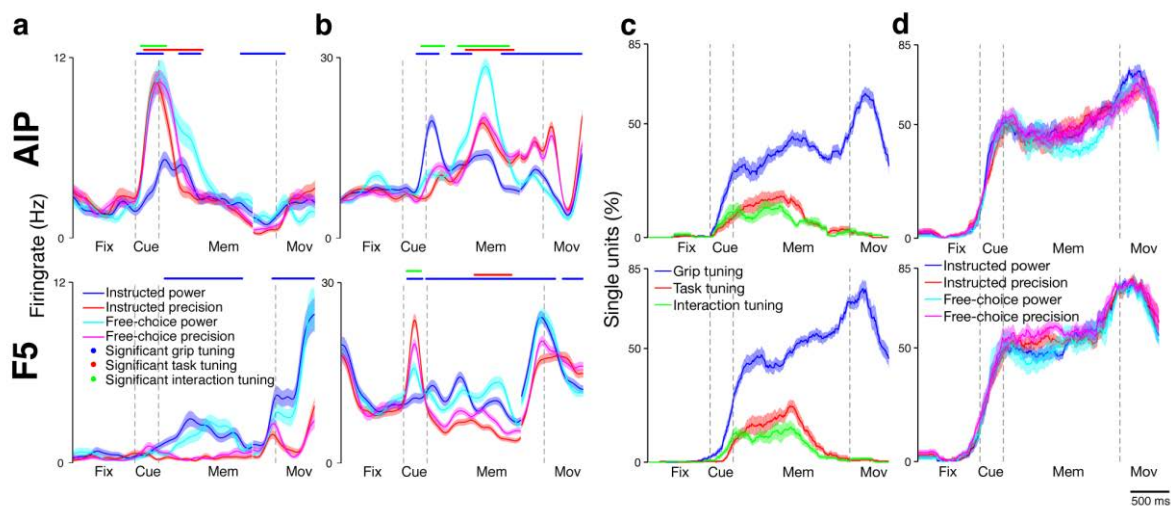 a
b
c
d
AIP
F5
Firingrate (Hz)
12
0
Fix
Cue
Mem
Mov
30
0
Fix
Cue
Mem
Mov
Single units (%)
85
50
0
Fix
Cue
Mem
Mov
85
50
0
Fix
Cue
Mem
Mov
12
0
Instructed power
Instructed precision
Free-choice power
Free-choice precision
Significant grip tuning
Significant task tuning
Significant interaction tuning
Fix
Cue
Mem
Mov
30
0
Fix
Cue
Mem
Mov
85
50
0
Grip tuning
Task tuning
Interaction tuning
Fix
Cue
Mem
Mov
85
50
0
Instructed power
Instructed precision
Free-choice power
Free-choice precision
Fix
Cue
Mem
Mov
500 ms